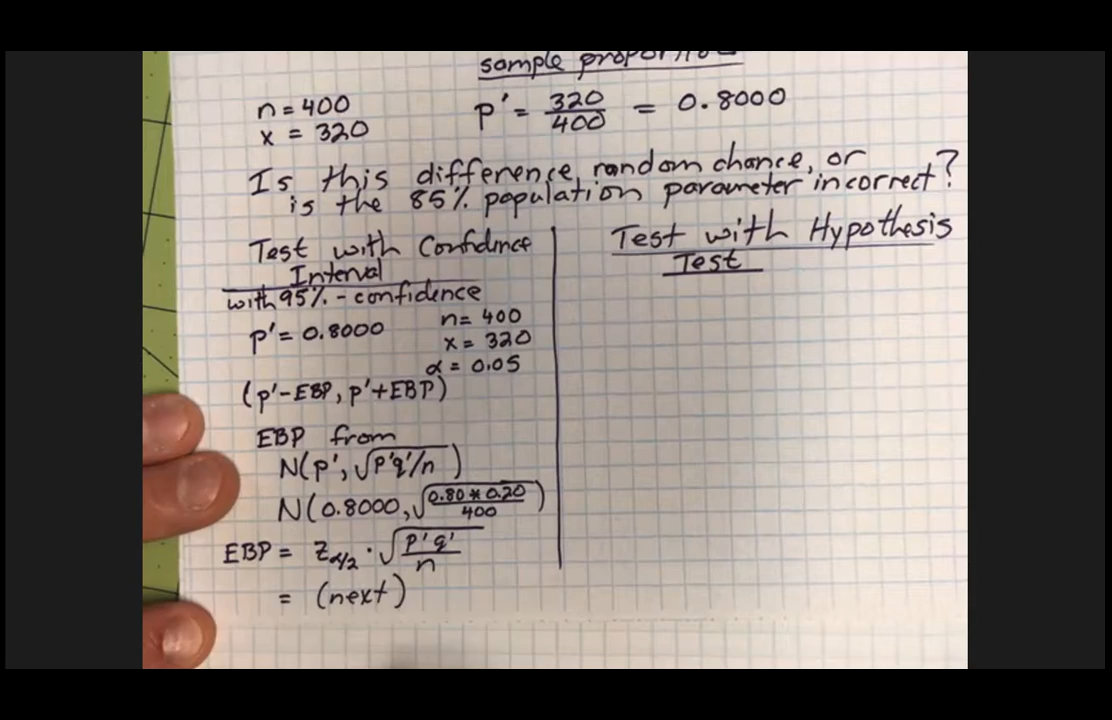 sample proportion
n = 400
x = 320
p' = 320/400 = 0.8000
Is this difference random chance, or
is the 85% population parameter incorrect?
Test with Confidence
Interval
with 95% - confidence
p' = 0.8000
n = 400
x = 320
α = 0.05
(p'-EBP, p'+EBP)
EBP from
N(p', √p'q'/n )
N(0.8000, √0.80 * 0.20/400 )
EBP = Zα/2 · √p'q'/n
= (next)
Test with Hypothesis
Test